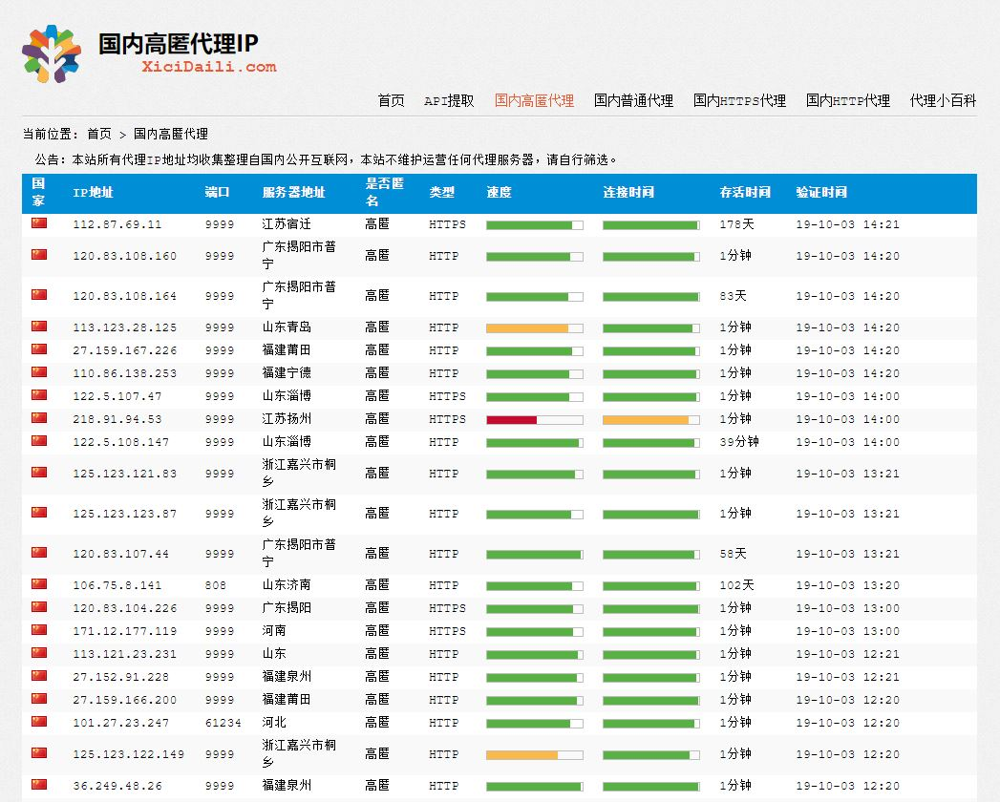 国内高匿代理IP
XiciDaili.com
首页 API提取 国内高匿代理 国内普通代理 国内HTTPS代理 国内HTTP代理 代理小百科
当前位置: 首页 > 国内高匿代理
公告：本站所有代理IP地址均收集整理自国内公开互联网，本站不维护运营任何代理服务器，请自行筛选。
国家 IP地址 端口 服务器地址 是否匿名 类型 速度 连接时间 存活时间 验证时间
112.87.69.11 9999 江苏宿迁 高匿 HTTPS 178天 19-10-03 14:21
120.83.108.160 9999 广东揭阳市普宁 高匿 HTTP 1分钟 19-10-03 14:20
120.83.108.164 9999 广东揭阳市普宁 高匿 HTTP 83天 19-10-03 14:20
113.123.28.125 9999 山东青岛 高匿 HTTP 1分钟 19-10-03 14:20
27.159.167.226 9999 福建莆田 高匿 HTTP 1分钟 19-10-03 14:20
110.86.138.253 9999 福建宁德 高匿 HTTP 1分钟 19-10-03 14:20
122.5.107.47 9999 山东淄博 高匿 HTTPS 1分钟 19-10-03 14:00
218.91.94.53 9999 江苏扬州 高匿 HTTPS 1分钟 19-10-03 14:00
122.5.108.147 9999 山东淄博 高匿 HTTP 39分钟 19-10-03 14:00
125.123.121.83 9999 浙江嘉兴市桐乡 高匿 HTTP 1分钟 19-10-03 13:21
125.123.123.87 9999 浙江嘉兴市桐乡 高匿 HTTP 1分钟 19-10-03 13:21
120.83.107.44 9999 广东揭阳市普宁 高匿 HTTP 58天 19-10-03 13:21
106.75.8.141 808 山东济南 高匿 HTTP 102天 19-10-03 13:20
120.83.104.226 9999 广东揭阳 高匿 HTTPS 1分钟 19-10-03 13:00
171.12.177.119 9999 河南 高匿 HTTPS 1分钟 19-10-03 13:00
113.121.23.231 9999 山东 高匿 HTTP 1分钟 19-10-03 12:21
27.152.91.228 9999 福建泉州 高匿 HTTP 1分钟 19-10-03 12:21
27.159.166.200 9999 福建莆田 高匿 HTTP 1分钟 19-10-03 12:20
101.27.23.247 61234 河北 高匿 HTTP 1分钟 19-10-03 12:20
125.123.122.149 9999 浙江嘉兴市桐乡 高匿 HTTP 1分钟 19-10-03 12:20
36.249.48.26 9999 福建泉州 高匿 HTTP 1分钟 19-10-03 12:20